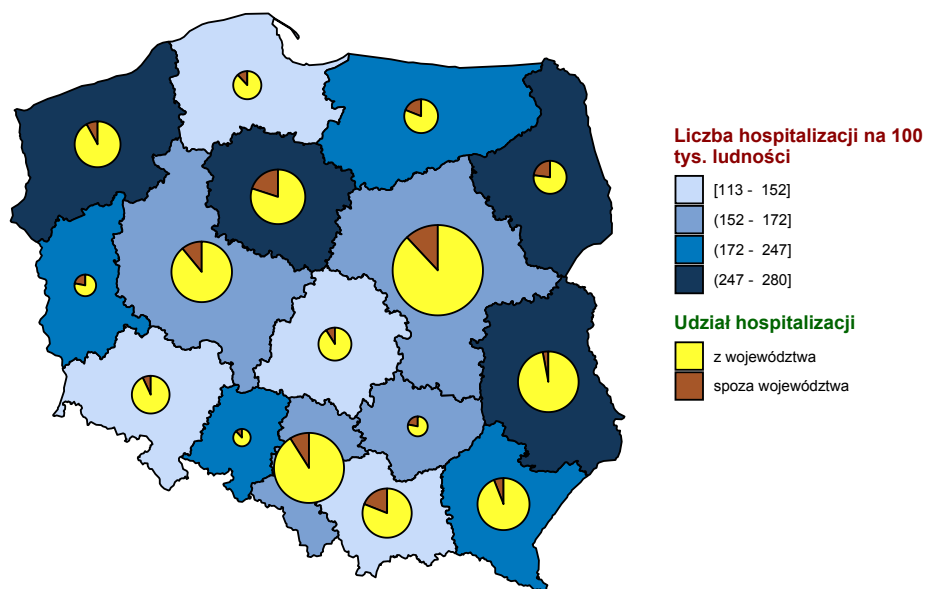 Liczba hospitalizacji na 100
tys. ludności
[113 - 152]
(152 - 172]
(172 - 247]
(247 - 280]
Udział hospitalizacji
z województwa
spoza województwa